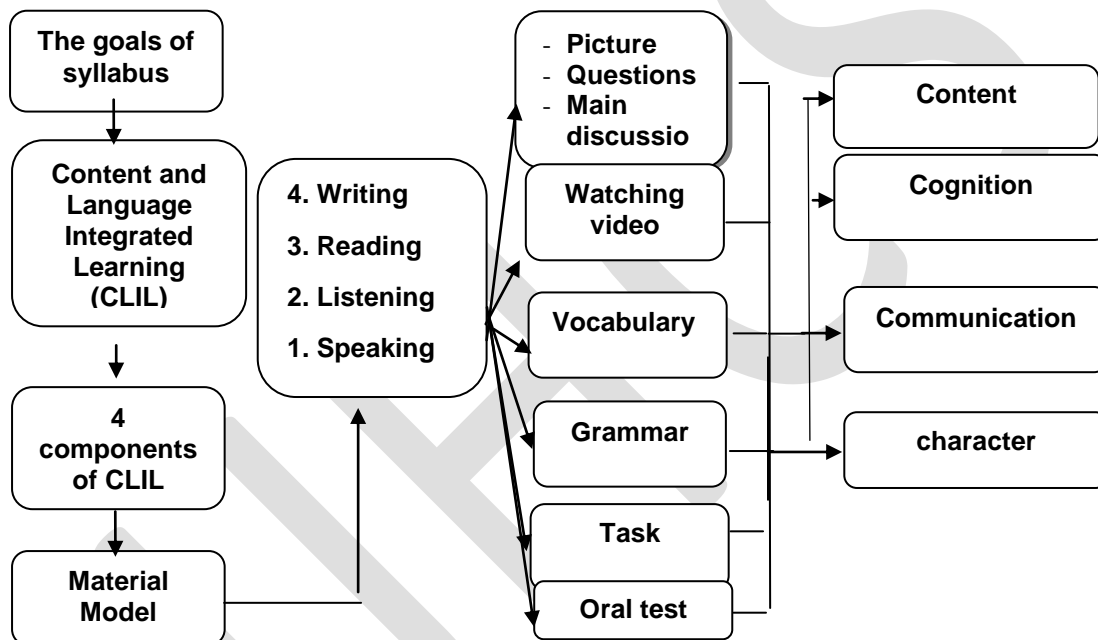 The goals of
syllabus
Content and
Language
Integrated
Learning
(CLIL)
4
components
of CLIL
Material
Model
4. Writing
3. Reading
2. Listening
1. Speaking
- Picture
- Questions
- Main
discussio
Watching
video
Vocabulary
Grammar
Task
Oral test
Content
Cognition
Communication
character